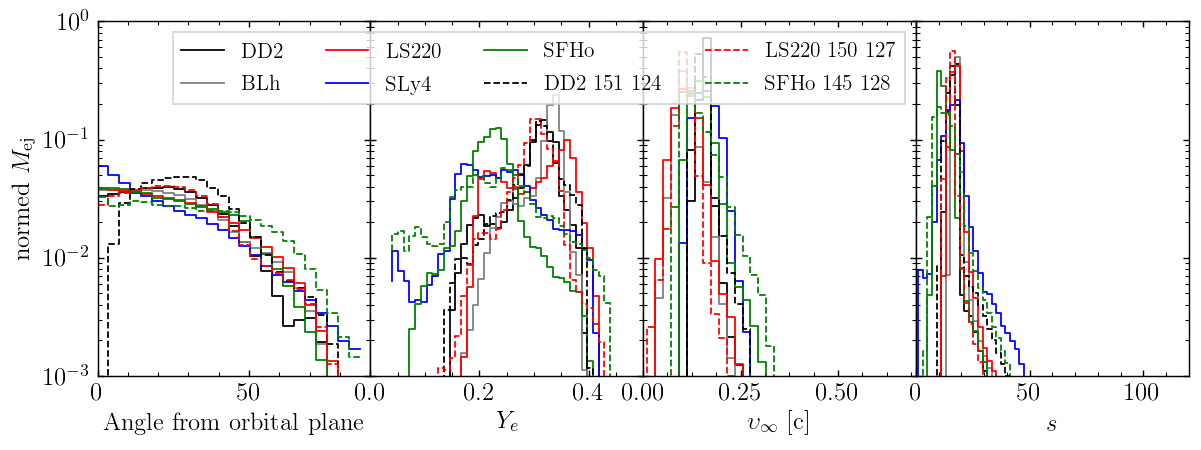 DD2 LS220 SFHo LS220 150 127
BLh SLy4 DD2 151 124 SFHo 145 128
normed M_ej
10^0
10^-1
10^-2
10^-3
0 50 0.0 0.2 0.4 0.00 0.25 0.50 0 50 100
Angle from orbital plane Y_e υ_∞ [c] s